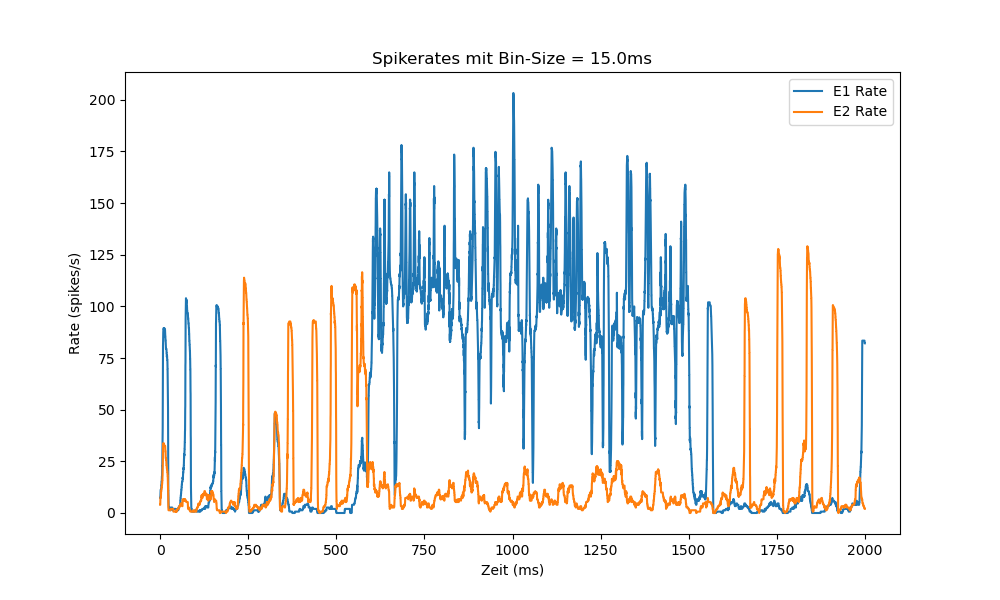 Spikerates mit Bin-Size = 15.0ms
E1 Rate
E2 Rate
Rate (spikes/s)
200
175
150
125
100
75
50
25
0
0 250 500 750 1000 1250 1500 1750 2000
Zeit (ms)